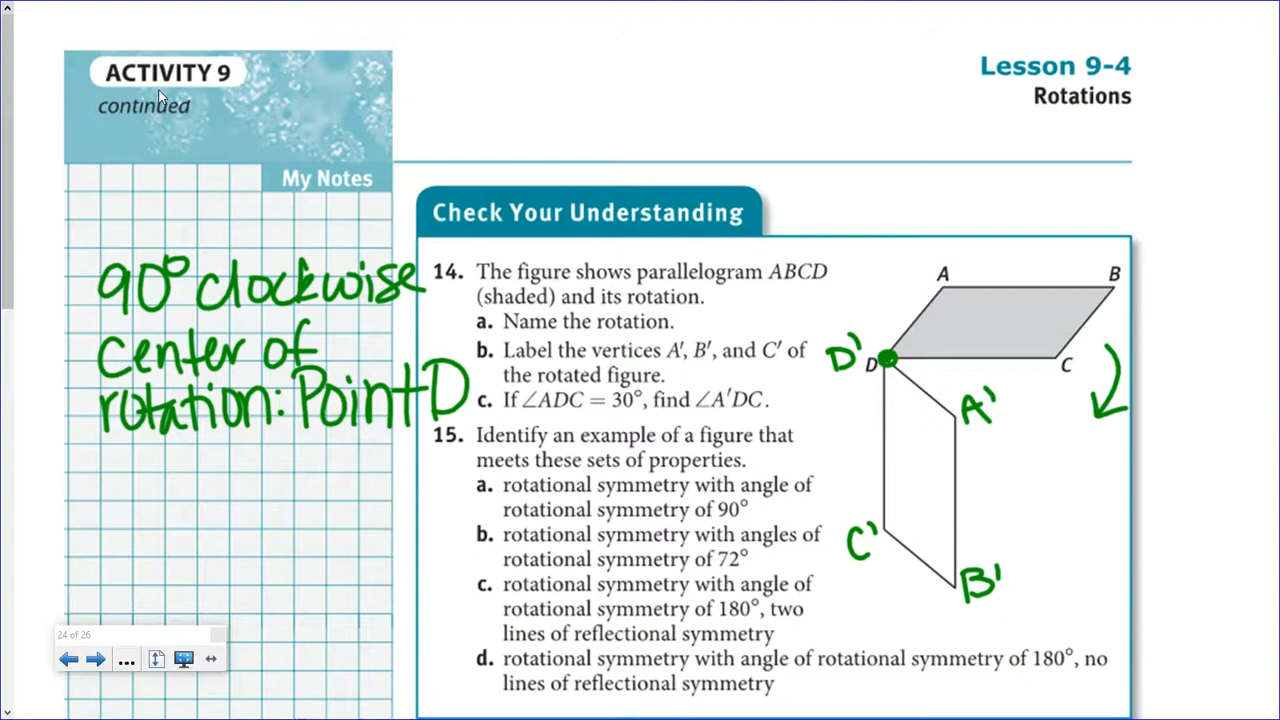 ACTIVITY 9
continued
Lesson 9-4
Rotations
My Notes
90° clockwise
center of
rotation: Point D
Check Your Understanding
14. The figure shows parallelogram ABCD
(shaded) and its rotation.
a. Name the rotation.
b. Label the vertices A′, B′, and C′ of
the rotated figure.
c. If ∠ADC = 30°, find ∠A′DC.
15. Identify an example of a figure that
meets these sets of properties.
a. rotational symmetry with angle of
rotational symmetry of 90°
b. rotational symmetry with angles of
rotational symmetry of 72°
c. rotational symmetry with angle of
rotational symmetry of 180°, two
lines of reflectional symmetry
d. rotational symmetry with angle of rotational symmetry of 180°, no
lines of reflectional symmetry
A
B
D'
D
C
A'
C'
B'
24 of 26